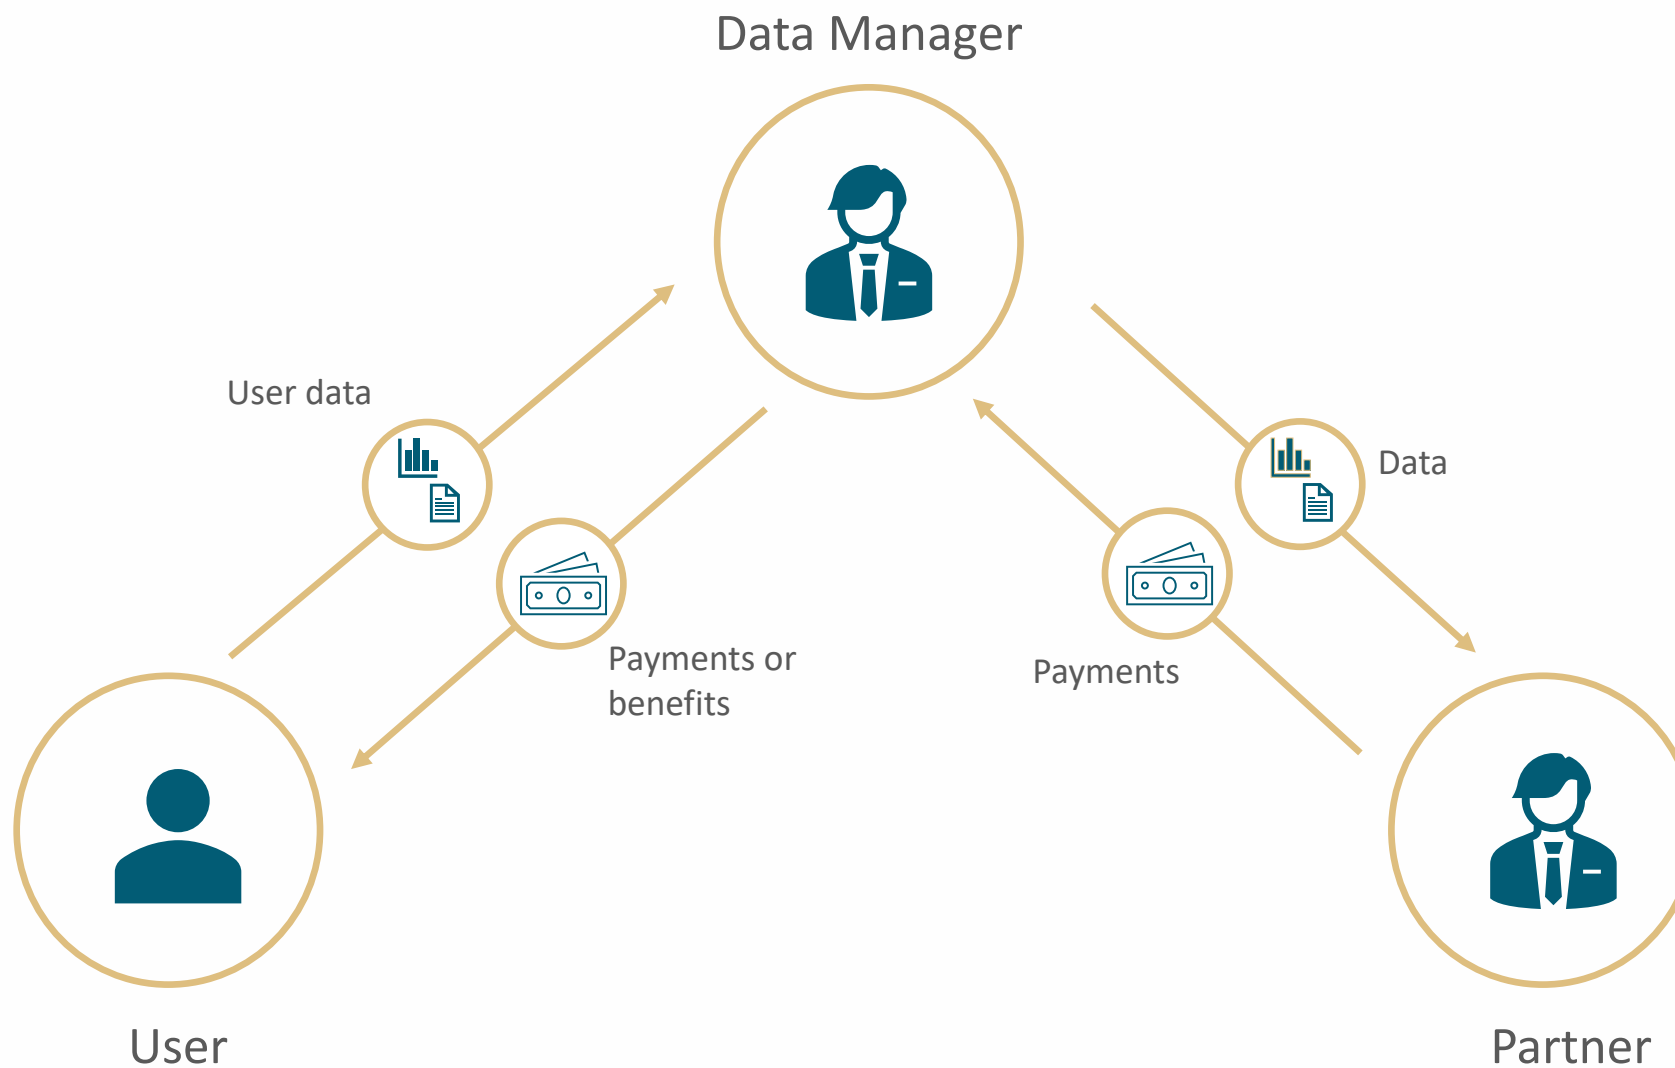 Data Manager
User data
Data
Payments or
benefits
Payments
User
Partner